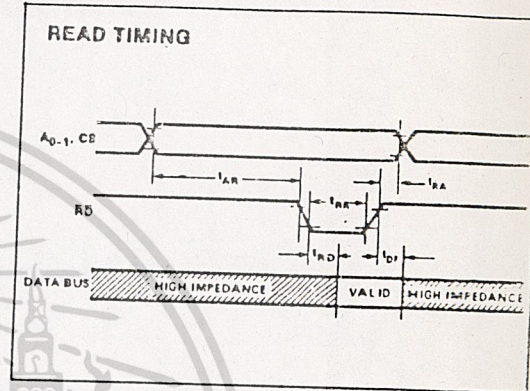 READ TIMING
A0-1, CS
tAR
tRA
tRR
RD
tRD
tDF
DATA BUS
HIGH IMPEDANCE
VALID
HIGH IMPEDANCE